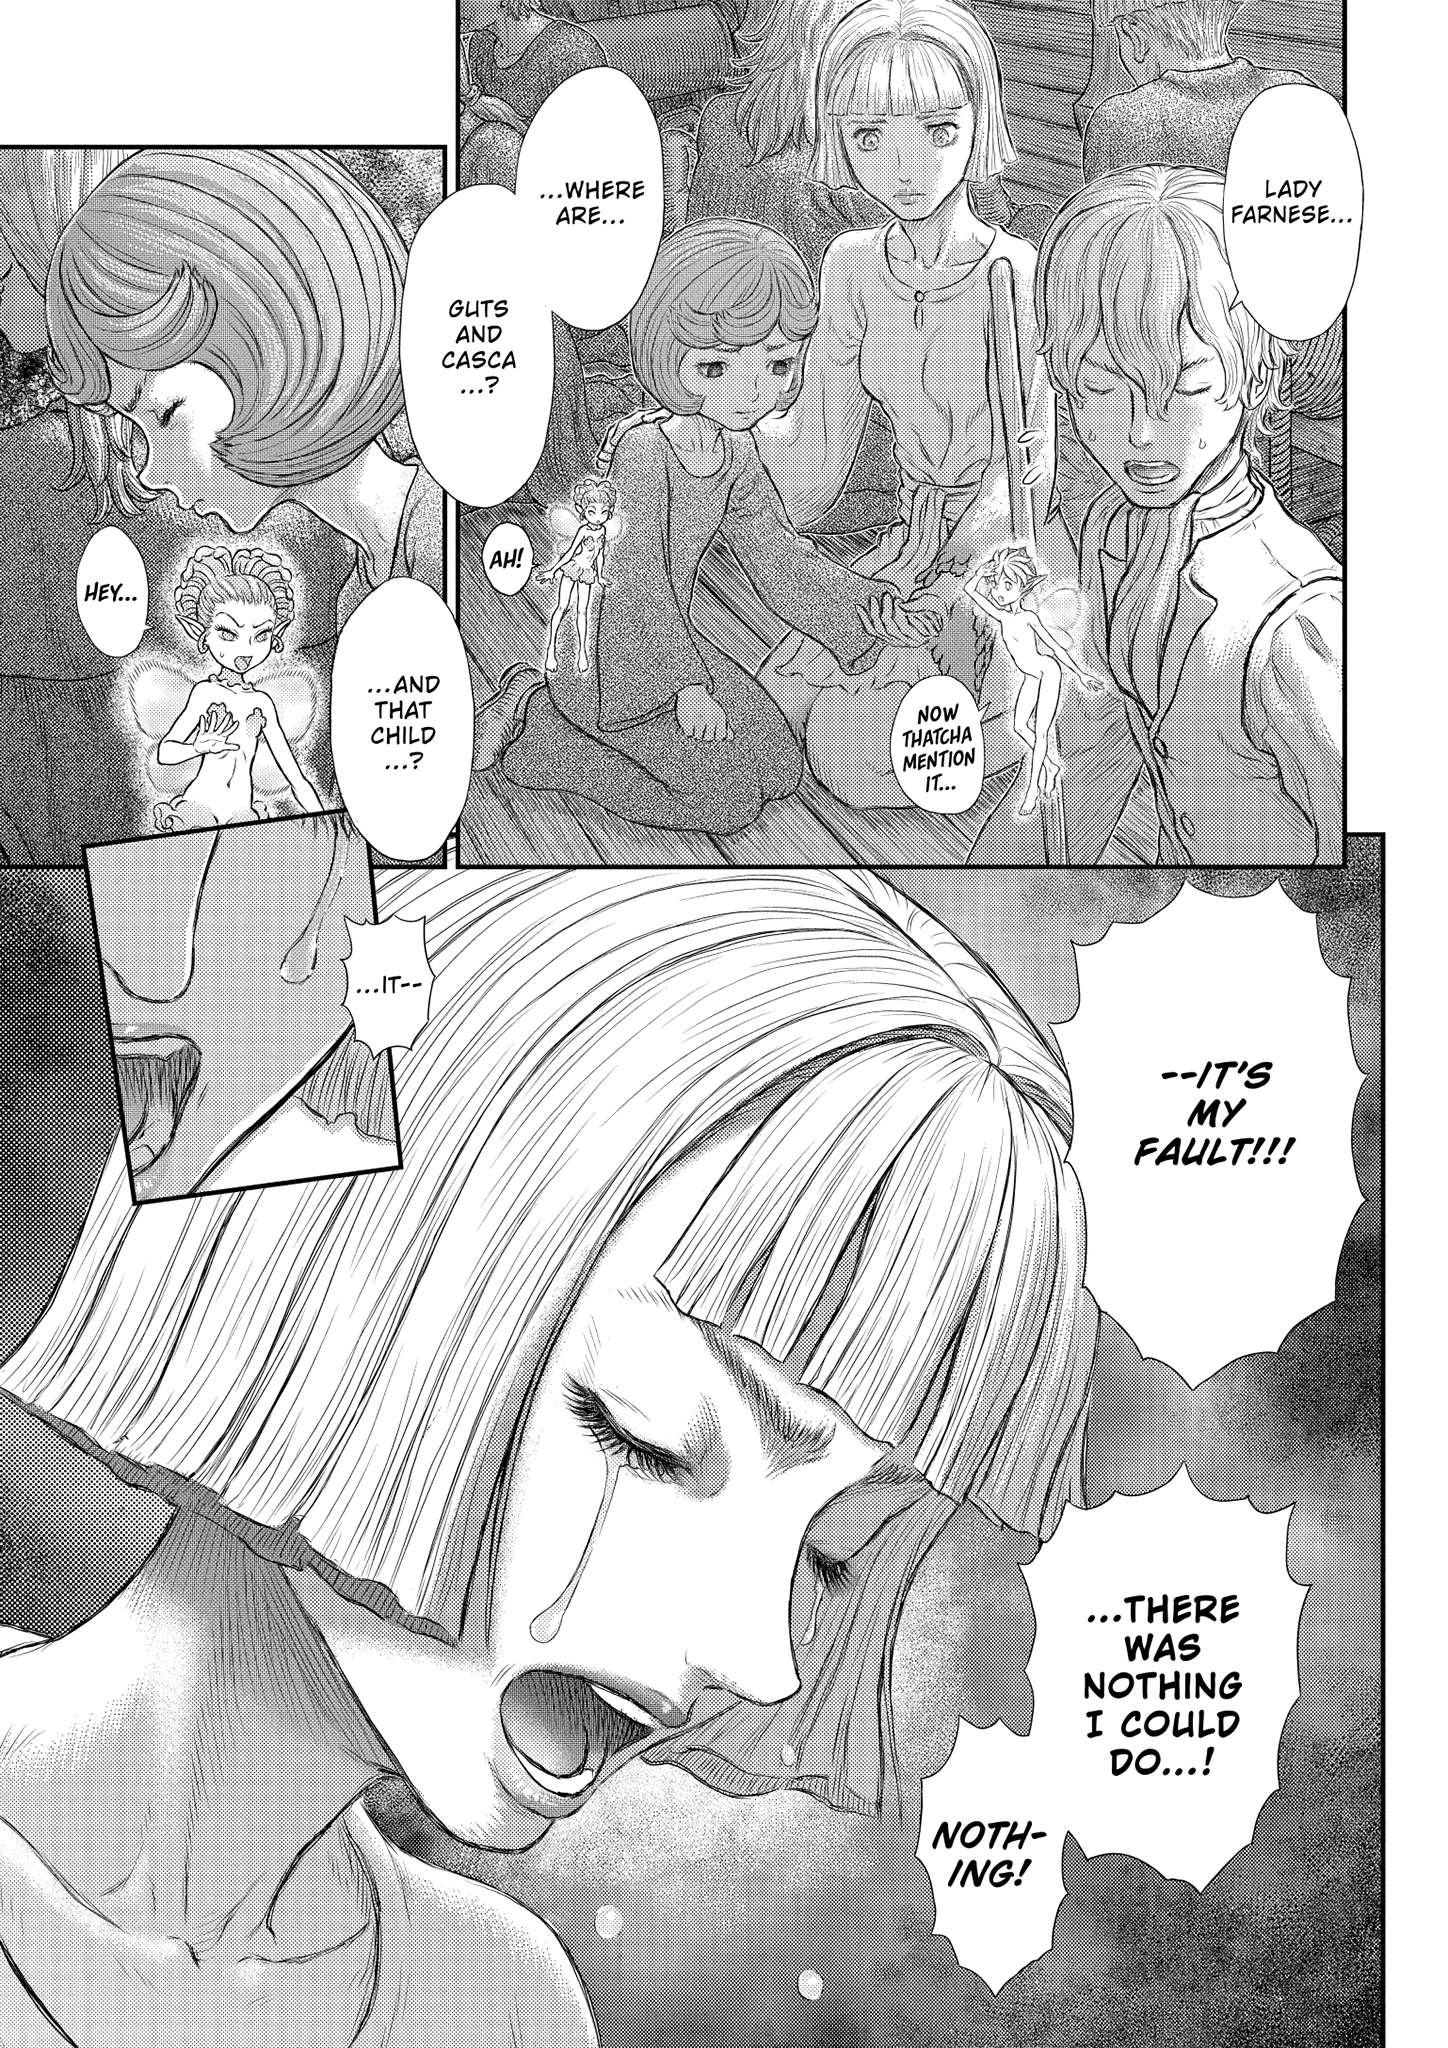 LADY
FARNESE...
...WHERE
ARE...
GUTS
AND
CASCA
...?
AH!
NOW
THATCHA
MENTION
IT...
...AND
THAT
CHILD
...?
HEY...
...IT--
--IT'S
MY
FAULT!!!
...THERE
WAS
NOTHING
I COULD
DO...!
NOTH-
ING!